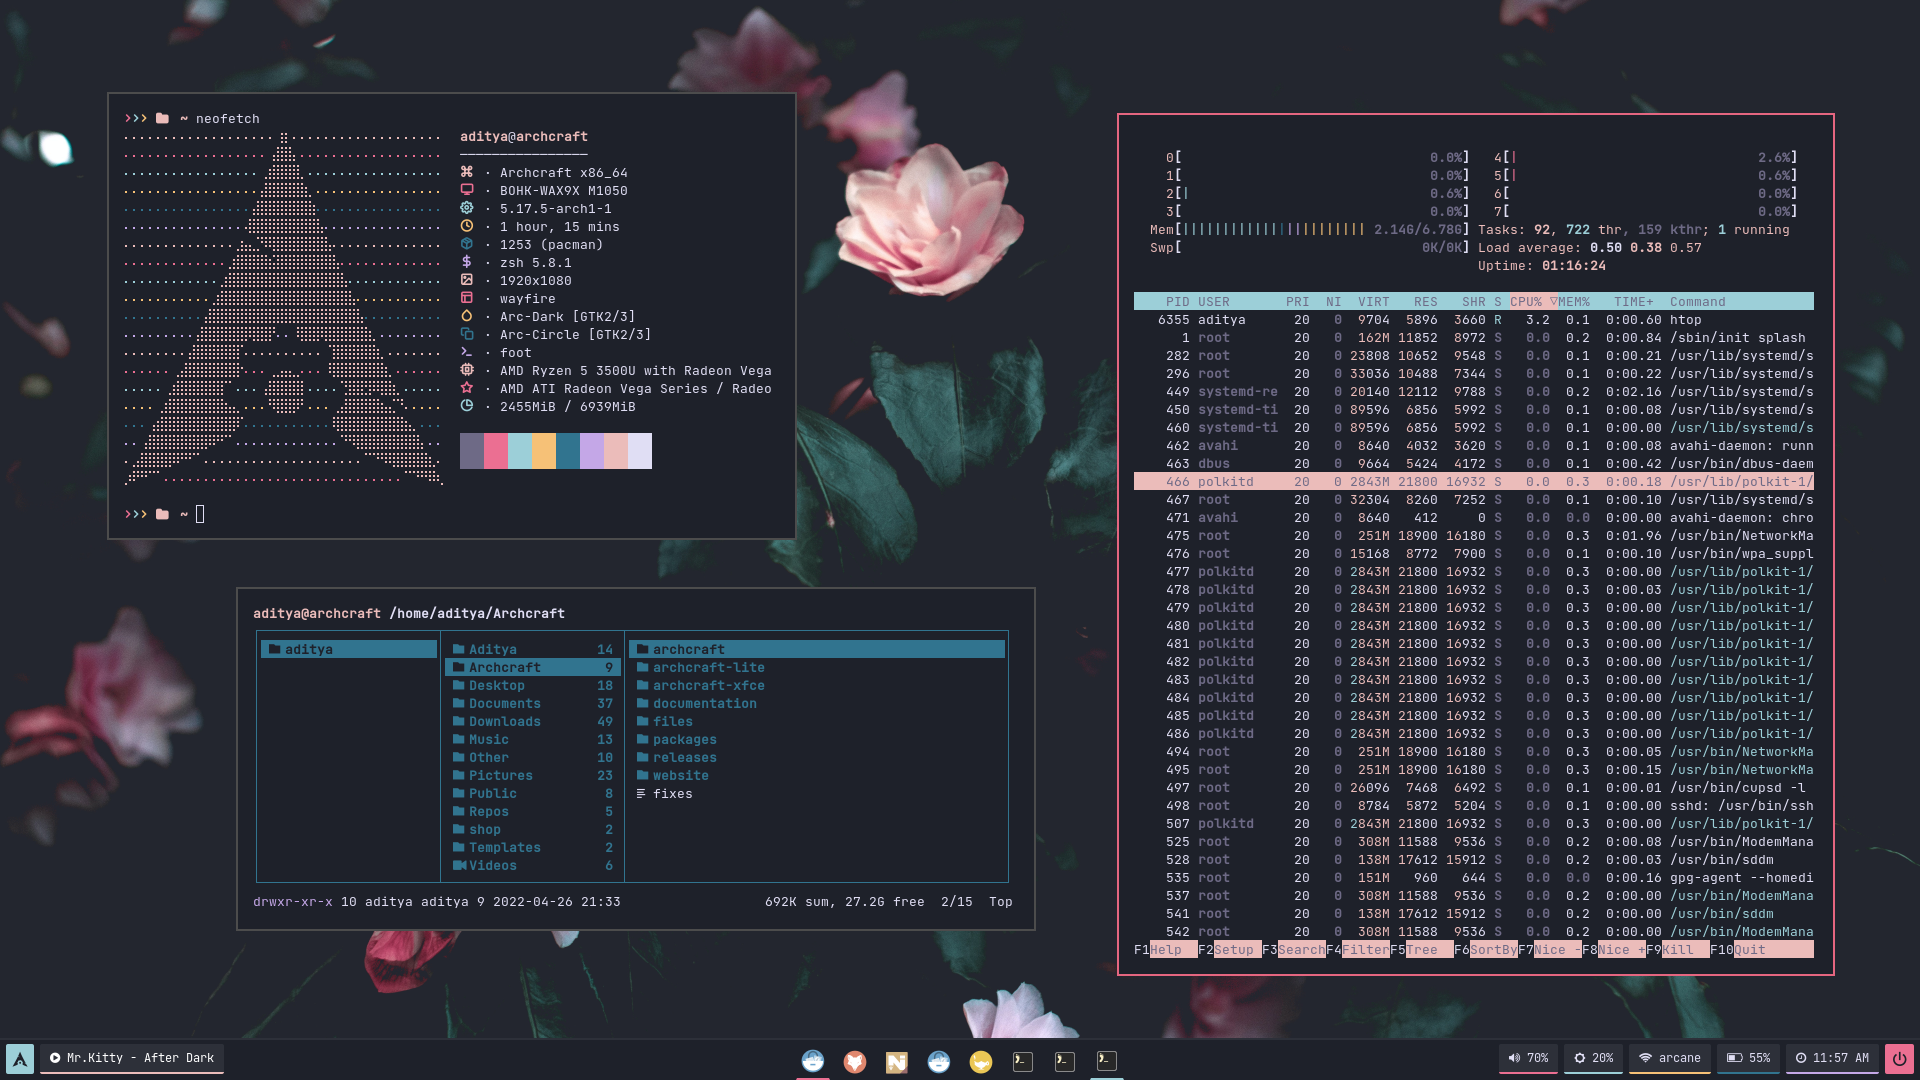 ~ neofetch
aditya@archcraft
· Archcraft x86_64
· BOHK-WAX9X M1050
· 5.17.5-arch1-1
· 1 hour, 15 mins
· 1253 (pacman)
· zsh 5.8.1
· 1920x1080
· wayfire
· Arc-Dark [GTK2/3]
· Arc-Circle [GTK2/3]
· foot
· AMD Ryzen 5 3500U with Radeon Vega
· AMD ATI Radeon Vega Series / Radeo
· 2455MiB / 6939MiB
~
aditya@archcraft /home/aditya/Archcraft
aditya
Aditya 14
Archcraft 9
Desktop 18
Documents 37
Downloads 49
Music 13
Other 10
Pictures 23
Public 8
Repos 5
shop 2
Templates 2
Videos 6
archcraft
archcraft-lite
archcraft-xfce
documentation
files
packages
releases
website
fixes
drwxr-xr-x 10 aditya aditya 9 2022-04-26 21:33 692K sum, 27.2G free 2/15 Top
0[ 0.0%] 4[| 2.6%]
1[ 0.0%] 5[| 0.6%]
2[| 0.6%] 6[ 0.0%]
3[ 0.0%] 7[ 0.0%]
Mem[||||||||||||||||||||||| 2.14G/6.78G] Tasks: 92, 722 thr, 159 kthr; 1 running
Swp[ 0K/0K] Load average: 0.50 0.38 0.57
Uptime: 01:16:24
PID USER PRI NI VIRT RES SHR S CPU% ▽MEM% TIME+ Command
6355 aditya 20 0 9704 5896 3660 R 3.2 0.1 0:00.60 htop
1 root 20 0 162M 11852 8972 S 0.0 0.2 0:00.84 /sbin/init splash
282 root 20 0 23808 10652 9548 S 0.0 0.1 0:00.21 /usr/lib/systemd/s
296 root 20 0 33036 10488 7344 S 0.0 0.1 0:00.22 /usr/lib/systemd/s
449 systemd-re 20 0 20140 12112 9788 S 0.0 0.2 0:02.16 /usr/lib/systemd/s
450 systemd-ti 20 0 89596 6856 5992 S 0.0 0.1 0:00.08 /usr/lib/systemd/s
460 systemd-ti 20 0 89596 6856 5992 S 0.0 0.1 0:00.00 /usr/lib/systemd/s
462 avahi 20 0 8640 4032 3620 S 0.0 0.1 0:00.08 avahi-daemon: runn
463 dbus 20 0 9664 5424 4172 S 0.0 0.1 0:00.42 /usr/bin/dbus-daem
466 polkitd 20 0 2843M 21800 16932 S 0.0 0.3 0:00.18 /usr/lib/polkit-1/
467 root 20 0 32304 8260 7252 S 0.0 0.1 0:00.10 /usr/lib/systemd/s
471 avahi 20 0 8640 412 0 S 0.0 0.0 0:00.00 avahi-daemon: chro
475 root 20 0 251M 18900 16180 S 0.0 0.3 0:01.96 /usr/bin/NetworkMa
476 root 20 0 15168 8772 7900 S 0.0 0.1 0:00.10 /usr/bin/wpa_suppl
477 polkitd 20 0 2843M 21800 16932 S 0.0 0.3 0:00.00 /usr/lib/polkit-1/
478 polkitd 20 0 2843M 21800 16932 S 0.0 0.3 0:00.03 /usr/lib/polkit-1/
479 polkitd 20 0 2843M 21800 16932 S 0.0 0.3 0:00.00 /usr/lib/polkit-1/
480 polkitd 20 0 2843M 21800 16932 S 0.0 0.3 0:00.00 /usr/lib/polkit-1/
481 polkitd 20 0 2843M 21800 16932 S 0.0 0.3 0:00.00 /usr/lib/polkit-1/
482 polkitd 20 0 2843M 21800 16932 S 0.0 0.3 0:00.00 /usr/lib/polkit-1/
483 polkitd 20 0 2843M 21800 16932 S 0.0 0.3 0:00.00 /usr/lib/polkit-1/
484 polkitd 20 0 2843M 21800 16932 S 0.0 0.3 0:00.00 /usr/lib/polkit-1/
485 polkitd 20 0 2843M 21800 16932 S 0.0 0.3 0:00.00 /usr/lib/polkit-1/
486 polkitd 20 0 2843M 21800 16932 S 0.0 0.3 0:00.00 /usr/lib/polkit-1/
494 root 20 0 251M 18900 16180 S 0.0 0.3 0:00.05 /usr/bin/NetworkMa
495 root 20 0 251M 18900 16180 S 0.0 0.3 0:00.15 /usr/bin/NetworkMa
497 root 20 0 26096 7468 6492 S 0.0 0.1 0:00.01 /usr/bin/cupsd -l
498 root 20 0 8784 5872 5204 S 0.0 0.1 0:00.00 sshd: /usr/bin/ssh
507 polkitd 20 0 2843M 21800 16932 S 0.0 0.3 0:00.00 /usr/lib/polkit-1/
525 root 20 0 308M 11588 9536 S 0.0 0.2 0:00.08 /usr/bin/ModemMana
528 root 20 0 138M 17612 15912 S 0.0 0.2 0:00.03 /usr/bin/sddm
535 root 20 0 151M 960 644 S 0.0 0.0 0:00.16 gpg-agent --homedi
537 root 20 0 308M 11588 9536 S 0.0 0.2 0:00.00 /usr/bin/ModemMana
541 root 20 0 138M 17612 15912 S 0.0 0.2 0:00.00 /usr/bin/sddm
542 root 20 0 308M 11588 9536 S 0.0 0.2 0:00.00 /usr/bin/ModemMana
F1Help F2Setup F3SearchF4FilterF5Tree F6SortByF7Nice -F8Nice +F9Kill F10Quit
Mr.Kitty - After Dark
70% 20% arcane 55% 11:57 AM